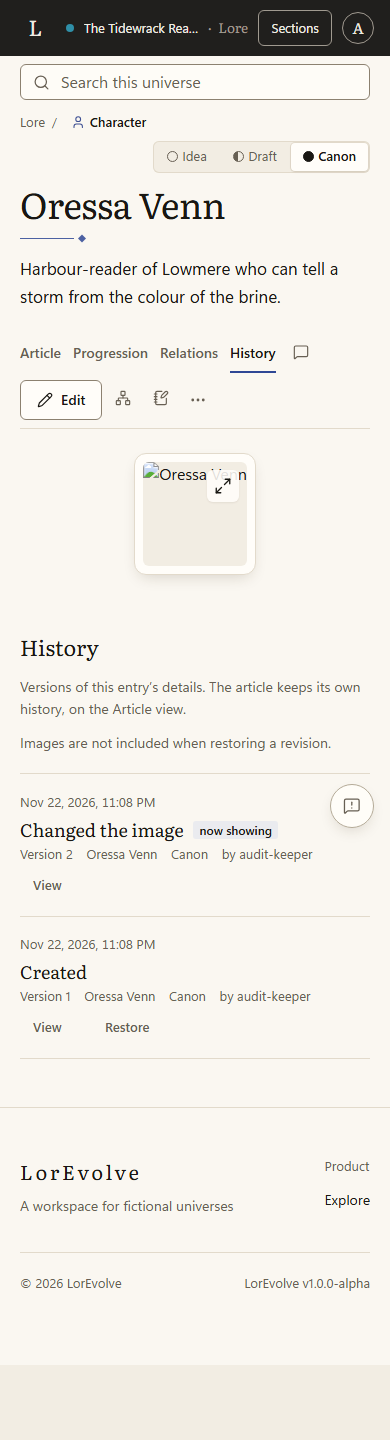 L The Tidewrack Rea... · Lore Sections A
Search this universe
Lore / Character
Idea Draft Canon
Oressa Venn
Harbour-reader of Lowmere who can tell a
storm from the colour of the brine.
Article Progression Relations History
Edit
Oressa Venn
History
Versions of this entry's details. The article keeps its own
history, on the Article view.
Images are not included when restoring a revision.
Nov 22, 2026, 11:08 PM
Changed the image now showing
Version 2 Oressa Venn Canon by audit-keeper
View
Nov 22, 2026, 11:08 PM
Created
Version 1 Oressa Venn Canon by audit-keeper
View Restore
LorEvolve Product
A workspace for fictional universes Explore
© 2026 LorEvolve LorEvolve v1.0.0-alpha